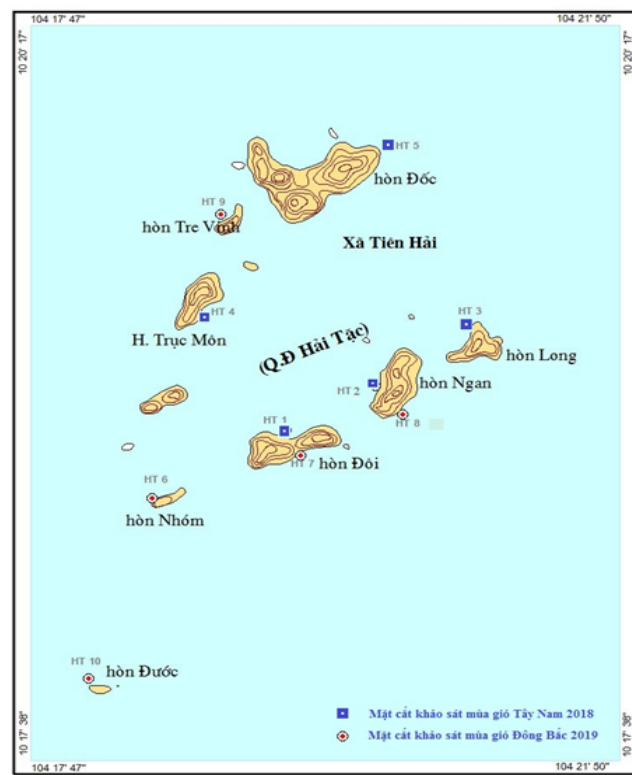 104 17' 47"
104 21' 50"
10 20' 17"
10 20' 17"
HT 5
hòn Đốc
HT 9
hòn Tre Vinh
Xã Tiên Hải
HT 4
HT 3
H. Trục Môn
(Q.Đ Hải Tặc)
hòn Long
HT 2
hòn Ngan
HT 1
HT 8
HT 7
hòn Đôi
HT 6
hòn Nhóm
HT 10
hòn Đước
Mặt cắt khảo sát mùa gió Tây Nam 2018
Mặt cắt khảo sát mùa gió Đông Bắc 2019
10 17' 38"
10 17' 38"
104 17' 47"
104 21' 50"